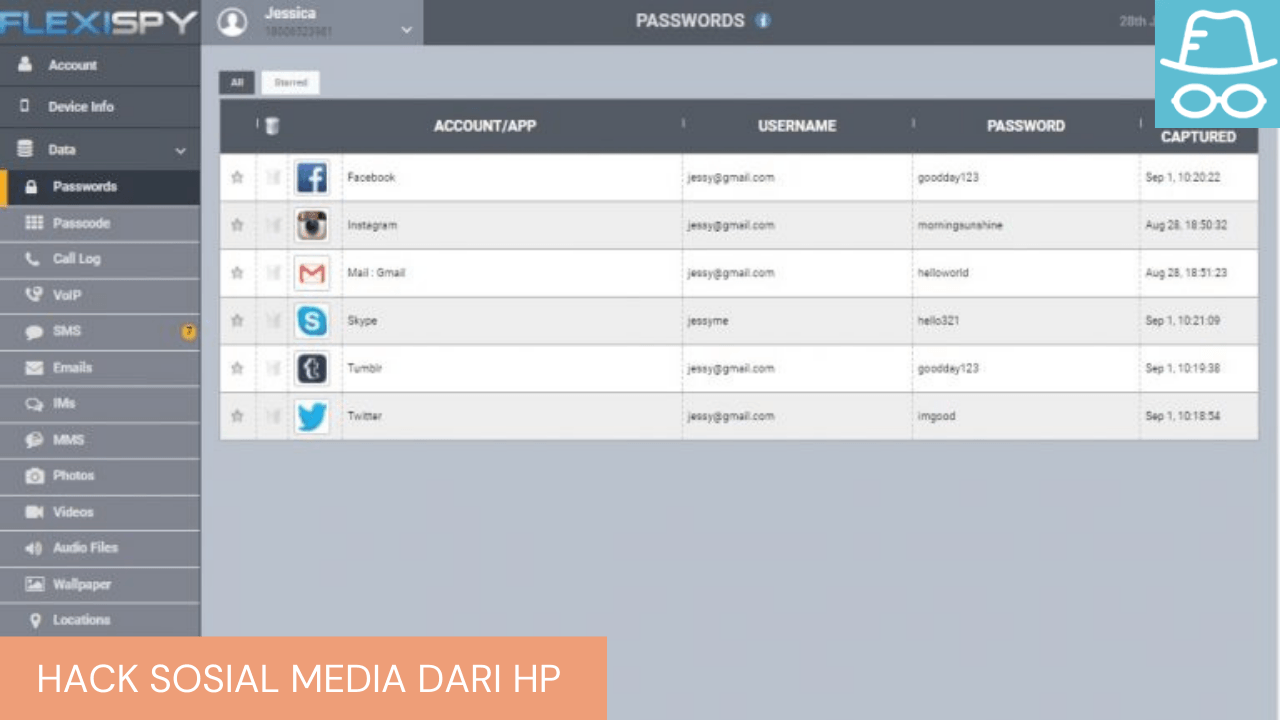 FLEXISPY
Jessica
PASSWORDS i
28th J
Account
Device Info
Data
Passwords
Passcode
Call Log
VoIP
SMS 7
Emails
IMs
MMS
Photos
Videos
Audio Files
Wallpaper
Locations
All Starred
ACCOUNT/APP USERNAME PASSWORD CAPTURED
Facebook jessy@gmail.com goodday123 Sep 1, 10:20:22
Instagram jessy@gmail.com morningsunshine Aug 28, 18:50:32
Mail : Gmail jessy@gmail.com helloworld Aug 28, 18:51:23
Skype jessyme hello321 Sep 1, 10:21:09
Tumblr jessy@gmail.com goodday123 Sep 1, 10:19:38
Twitter jessy@gmail.com imgood Sep 1, 10:18:54
HACK SOSIAL MEDIA DARI HP